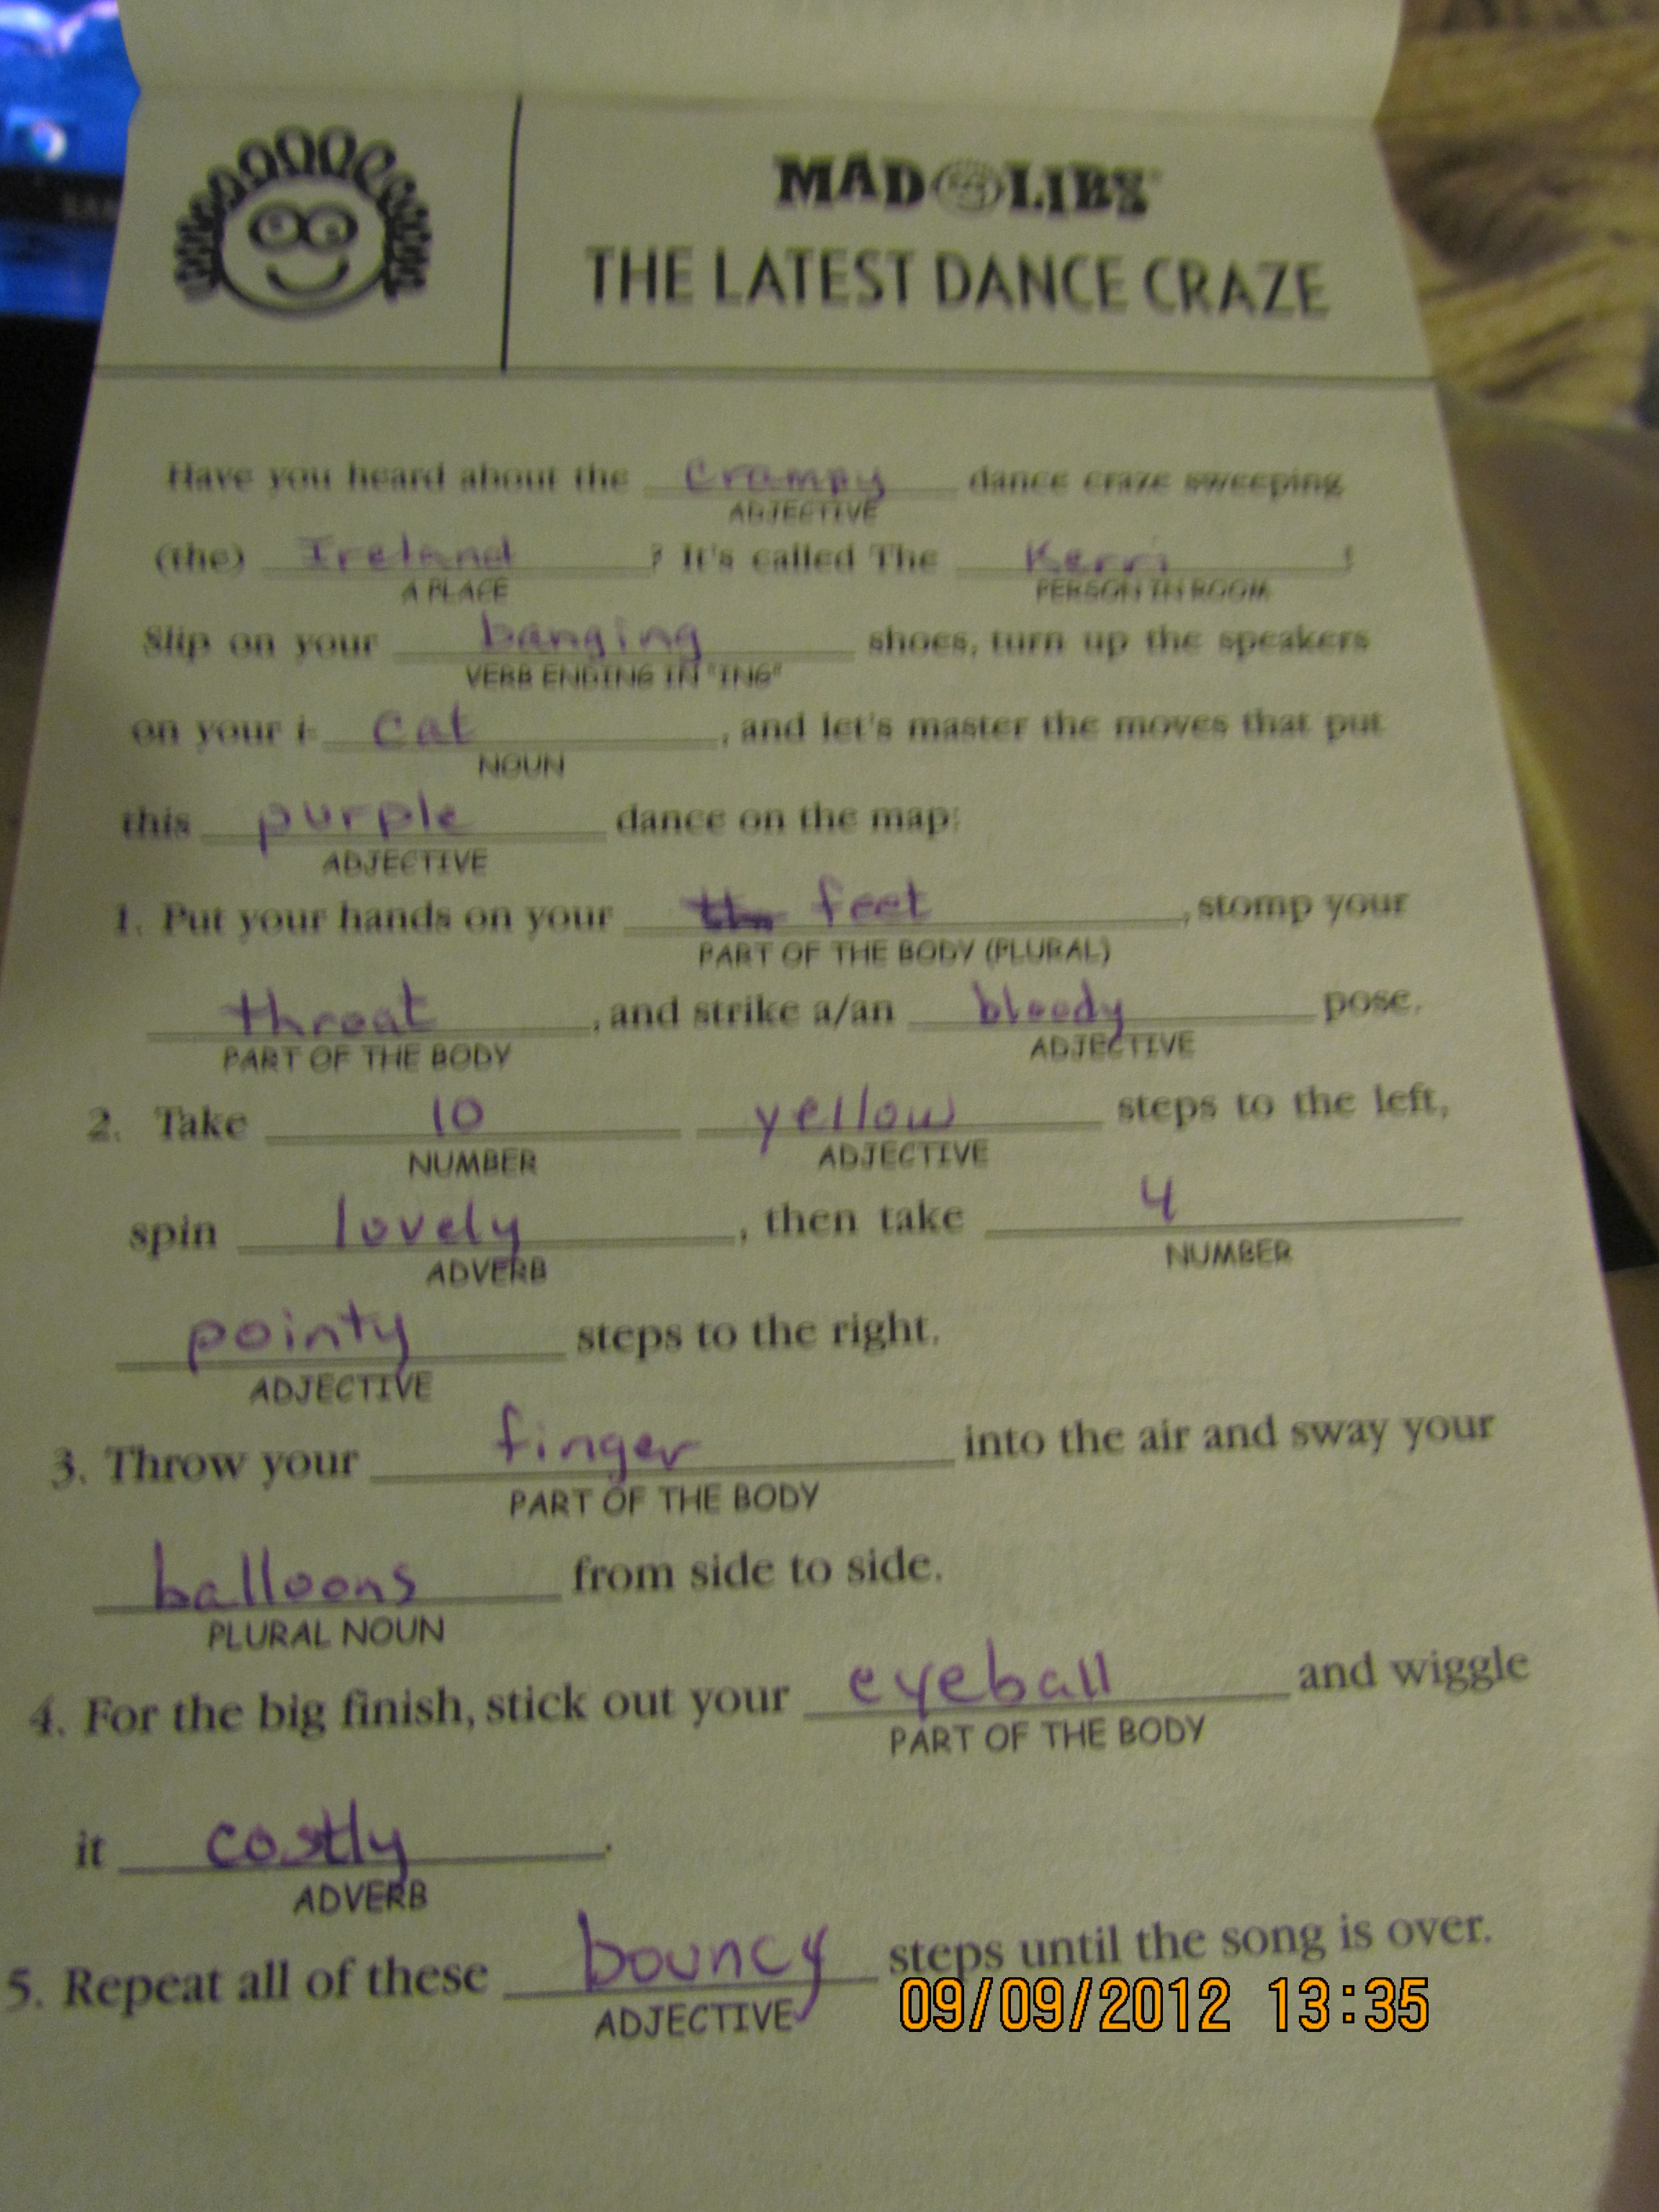 MAD LIBS®
THE LATEST DANCE CRAZE
Have you heard about the crampy dance craze sweeping
ADJECTIVE
(the) Ireland ? It's called The Kerri !
A PLACE PERSON IN ROOM
Slip on your banging shoes, turn up the speakers
VERB ENDING IN "ING"
on your i- cat , and let's master the moves that put
NOUN
this purple dance on the map:
ADJECTIVE
1. Put your hands on your feet , stomp your
PART OF THE BODY (PLURAL)
throat , and strike a/an bloody pose.
PART OF THE BODY ADJECTIVE
2. Take 10 yellow steps to the left,
NUMBER ADJECTIVE
spin lovely , then take 4
ADVERB NUMBER
pointy steps to the right.
ADJECTIVE
3. Throw your finger into the air and sway your
PART OF THE BODY
balloons from side to side.
PLURAL NOUN
4. For the big finish, stick out your eyeball and wiggle
PART OF THE BODY
it costly .
ADVERB
5. Repeat all of these bouncy steps until the song is over.
ADJECTIVE
09/09/2012 13:35